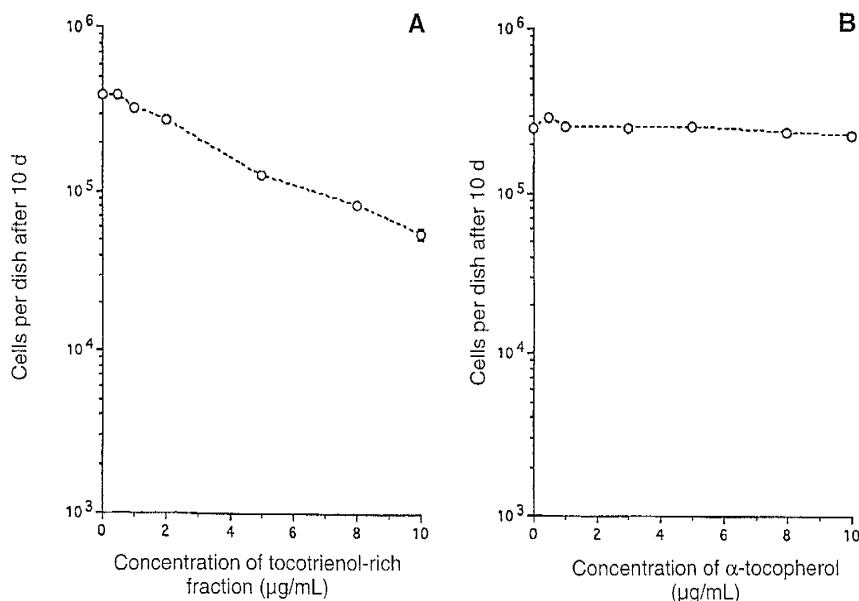 A
10⁶
10⁵
10⁴
10³
Cells per dish after 10 d
0 2 4 6 8 10
Concentration of tocotrienol-rich
fraction (µg/mL)
B
10⁶
10⁵
10⁴
10³
Cells per dish after 10 d
0 2 4 6 8 10
Concentration of α-tocopherol
(µg/mL)